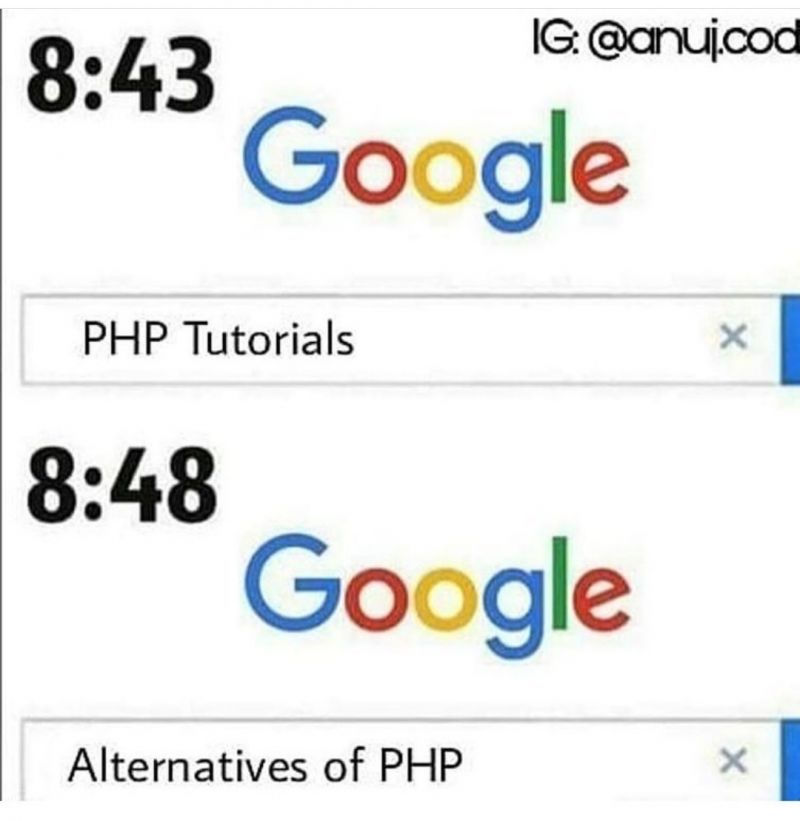 IG: @anuj.cod
8:43
Google
PHP Tutorials
×
8:48
Google
Alternatives of PHP
×